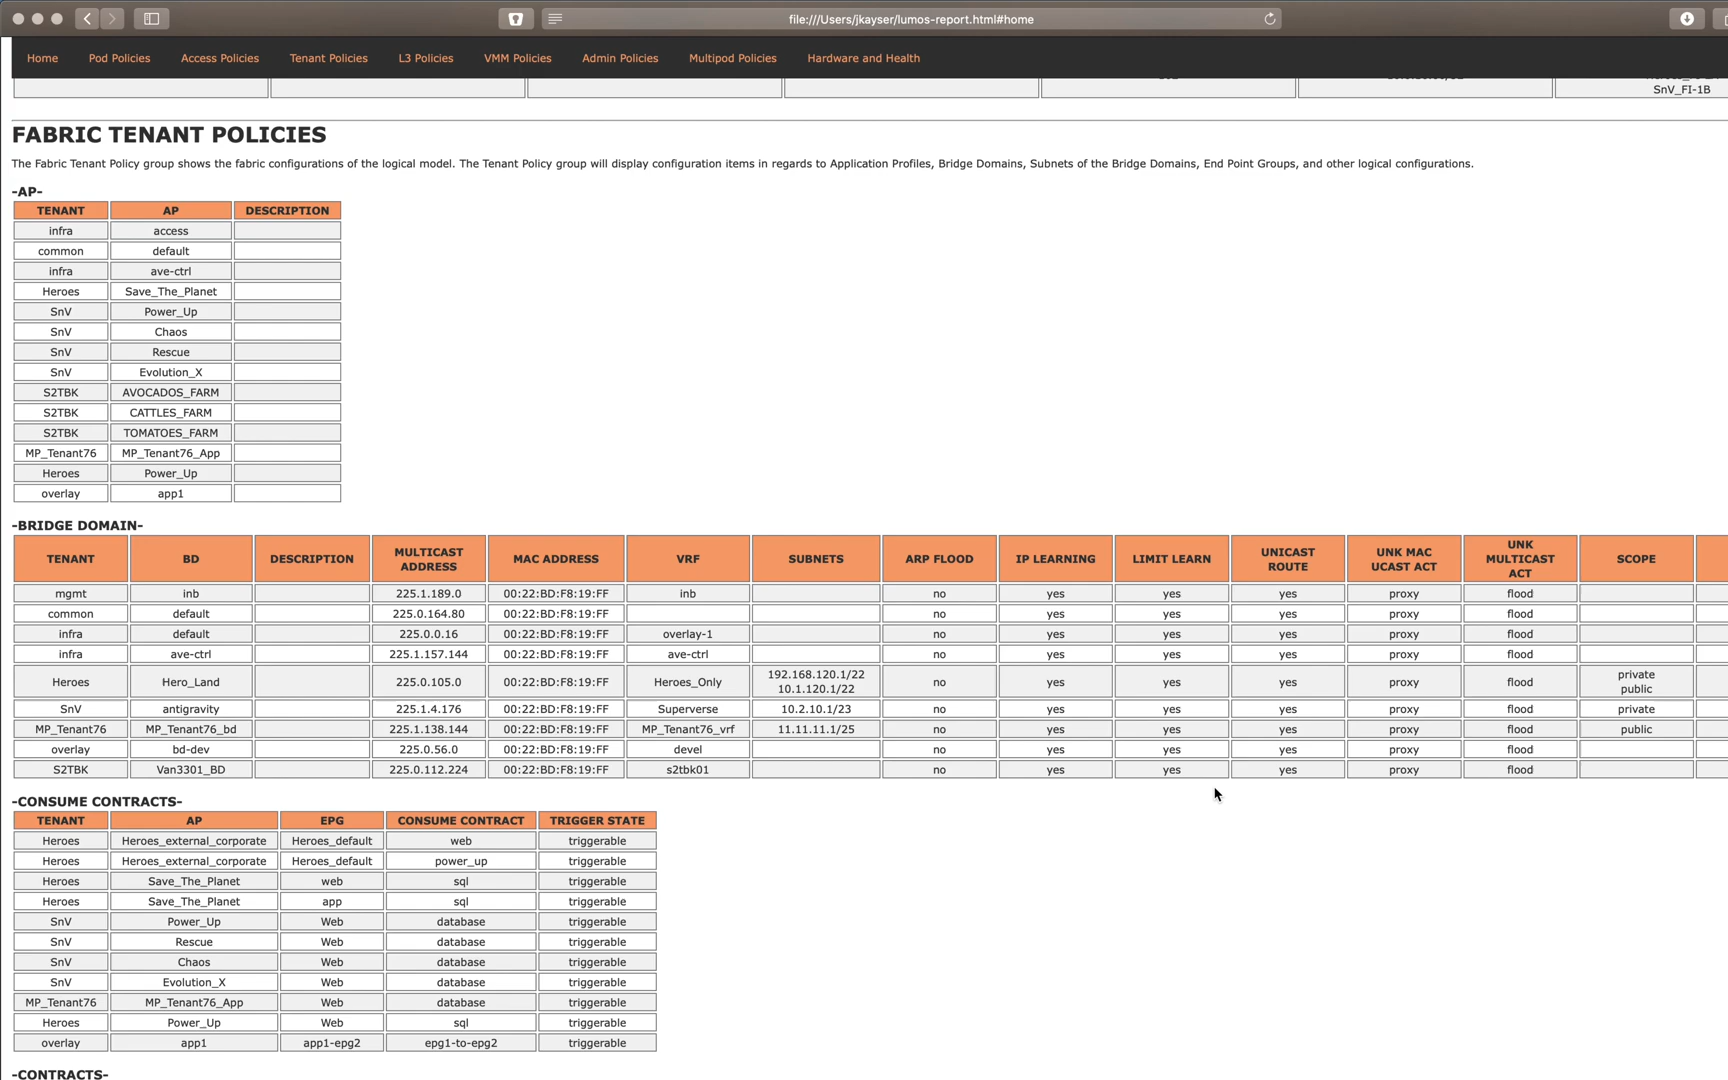 file:///Users/jkayser/lumos-report.html#home
Home Pod Policies Access Policies Tenant Policies L3 Policies VMM Policies Admin Policies Multipod Policies Hardware and Health
SnV_FI-1B
FABRIC TENANT POLICIES
The Fabric Tenant Policy group shows the fabric configurations of the logical model. The Tenant Policy group will display configuration items in regards to Application Profiles, Bridge Domains, Subnets of the Bridge Domains, End Point Groups, and other logical configurations.
-AP-
TENANT AP DESCRIPTION
infra access
common default
infra ave-ctrl
Heroes Save_The_Planet
SnV Power_Up
SnV Chaos
SnV Rescue
SnV Evolution_X
S2TBK AVOCADOS_FARM
S2TBK CATTLES_FARM
S2TBK TOMATOES_FARM
MP_Tenant76 MP_Tenant76_App
Heroes Power_Up
overlay app1
-BRIDGE DOMAIN-
TENANT BD DESCRIPTION MULTICAST ADDRESS MAC ADDRESS VRF SUBNETS ARP FLOOD IP LEARNING LIMIT LEARN UNICAST ROUTE UNK MAC UCAST ACT UNK MULTICAST ACT SCOPE
mgmt inb 225.1.189.0 00:22:BD:F8:19:FF inb no yes yes yes proxy flood
common default 225.0.164.80 00:22:BD:F8:19:FF no yes yes yes proxy flood
infra default 225.0.0.16 00:22:BD:F8:19:FF overlay-1 no yes yes yes proxy flood
infra ave-ctrl 225.1.157.144 00:22:BD:F8:19:FF ave-ctrl no yes yes yes proxy flood
Heroes Hero_Land 225.0.105.0 00:22:BD:F8:19:FF Heroes_Only 192.168.120.1/22 10.1.120.1/22 no yes yes yes proxy flood private public
SnV antigravity 225.1.4.176 00:22:BD:F8:19:FF Superverse 10.2.10.1/23 no yes yes yes proxy flood private
MP_Tenant76 MP_Tenant76_bd 225.1.138.144 00:22:BD:F8:19:FF MP_Tenant76_vrf 11.11.11.1/25 no yes yes yes proxy flood public
overlay bd-dev 225.0.56.0 00:22:BD:F8:19:FF devel no yes yes yes proxy flood
S2TBK Van3301_BD 225.0.112.224 00:22:BD:F8:19:FF s2tbk01 no yes yes yes proxy flood
-CONSUME CONTRACTS-
TENANT AP EPG CONSUME CONTRACT TRIGGER STATE
Heroes Heroes_external_corporate Heroes_default web triggerable
Heroes Heroes_external_corporate Heroes_default power_up triggerable
Heroes Save_The_Planet web sql triggerable
Heroes Save_The_Planet app sql triggerable
SnV Power_Up Web database triggerable
SnV Rescue Web database triggerable
SnV Chaos Web database triggerable
SnV Evolution_X Web database triggerable
MP_Tenant76 MP_Tenant76_App Web database triggerable
Heroes Power_Up Web sql triggerable
overlay app1 app1-epg2 epg1-to-epg2 triggerable
-CONTRACTS-